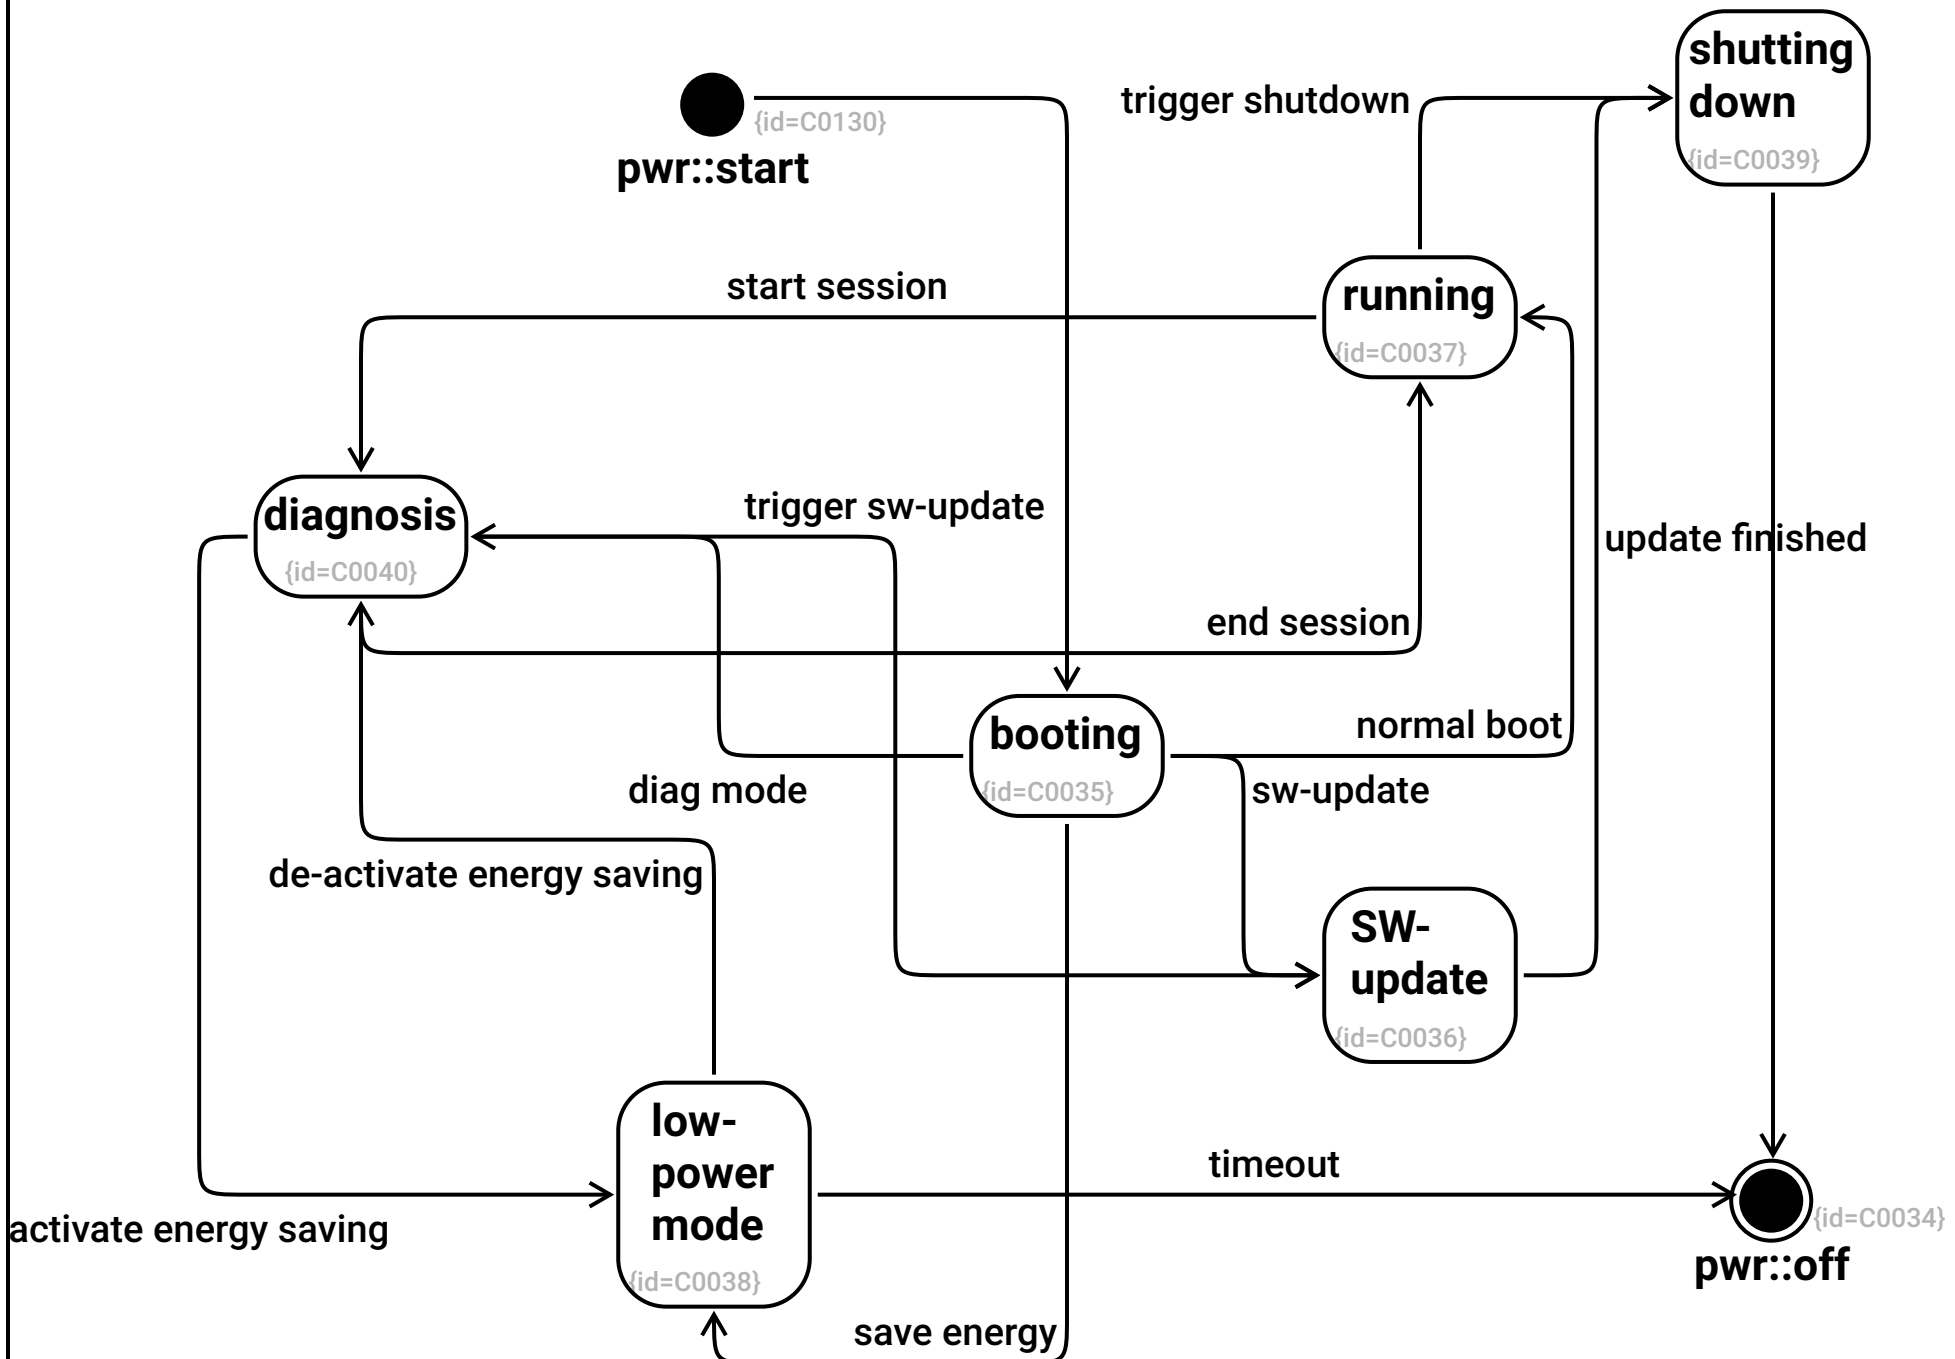 shutting
down
{id=C0039}
trigger shutdown
{id=C0130}
pwr::start
start session
running
{id=C0037}
diagnosis
{id=C0040}
trigger sw-update
update finished
end session
booting
{id=C0035}
normal boot
diag mode
sw-update
de-activate energy saving
SW-
update
{id=C0036}
low-
power
mode
{id=C0038}
timeout
activate energy saving
{id=C0034}
pwr::off
save energy